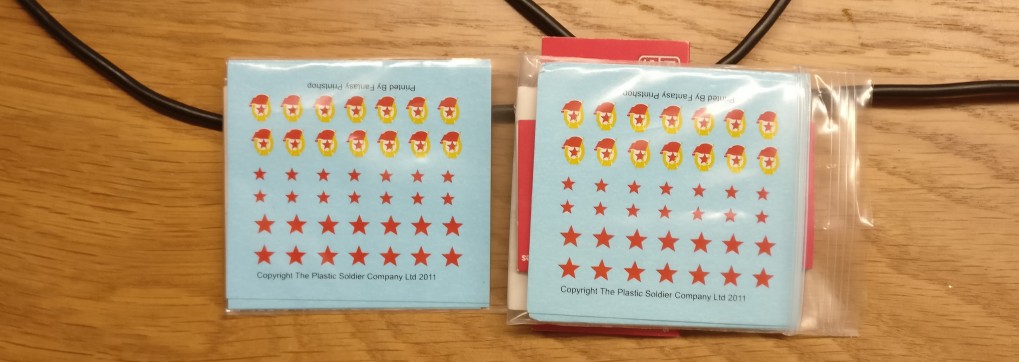 Printed By Fantasy Printshop
Copyright The Plastic Soldier Company Ltd 2011
Printed By Fantasy Printshop
Copyright The Plastic Soldier Company Ltd 2011